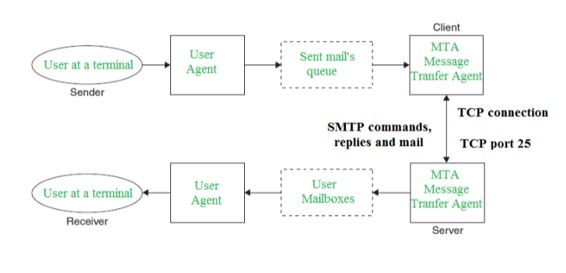 Client
User at a terminal
Sender
User
Agent
Sent mail's
queue
MTA
Message
Tranfer Agent
SMTP commands,
replies and mail
TCP connection
TCP port 25
User at a terminal
Receiver
User
Agent
User
Mailboxes
MTA
Message
Tranfer Agent
Server